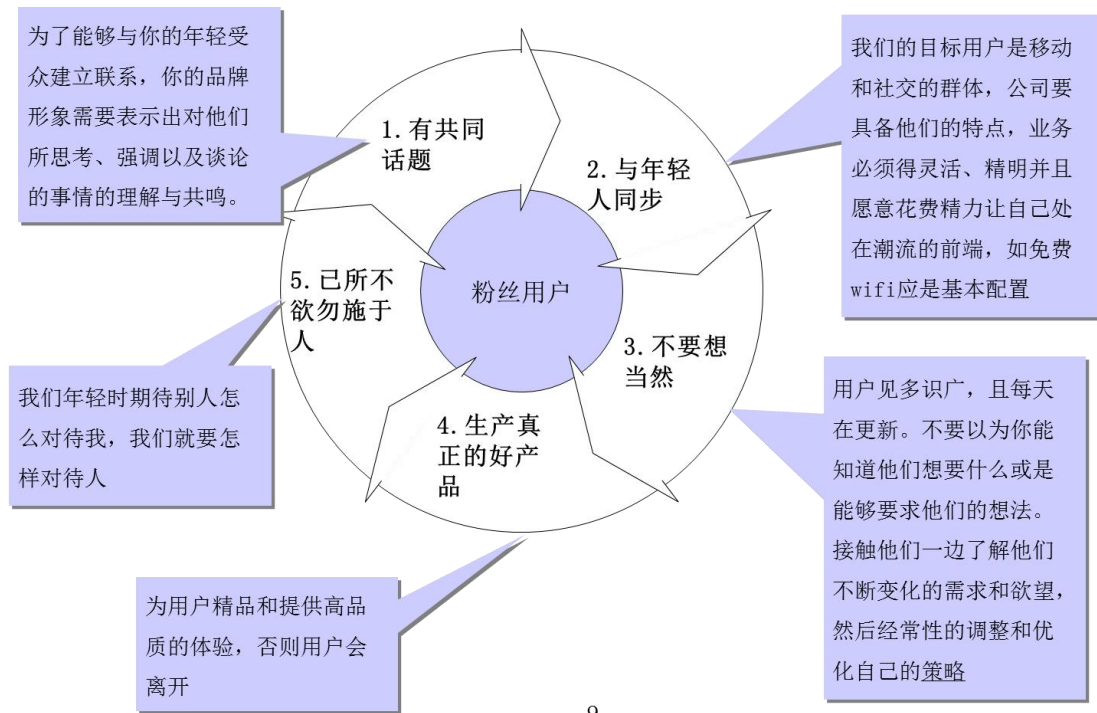 为了能够与你的年轻受
众建立联系，你的品牌
形象需要表示出对他们
所思考、强调以及谈论
的事情的理解与共鸣。
1.有共同
话题
我们的目标用户是移动
和社交的群体，公司要
具备他们的特点，业务
必须得灵活、精明并且
愿意花费精力让自己处
在潮流的前端，如免费
wifi应是基本配置
2.与年轻
人同步
粉丝用户
5.已所不
欲勿施于
人
3.不要想
当然
我们年轻时期待别人怎
么对待我，我们就要怎
样对待人
4.生产真
正的好产
品
用户见多识广，且每天
在更新。不要以为你能
知道他们想要什么或是
能够要求他们的想法。
接触他们一边了解他们
不断变化的需求和欲望，
然后经常性的调整和优
化自己的策略
为用户精品和提供高品
质的体验，否则用户会
离开
9